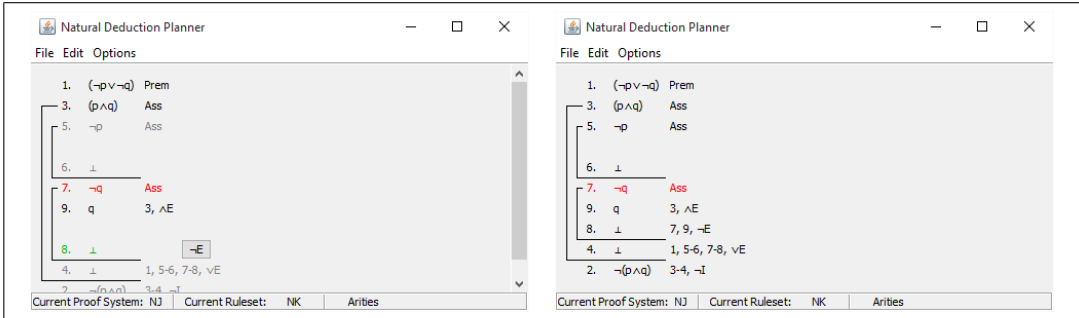 Natural Deduction Planner
File Edit Options
1. (¬p∨¬q) Prem
3. (p∧q) Ass
5. ¬p Ass
6. ⊥
7. ¬q Ass
9. q 3, ∧E
8. ⊥ ¬E
4. ⊥ 1, 5-6, 7-8, ∨E
2. ¬(p∧q) 3-4, ¬I
Current Proof System: NJ Current Ruleset: NK Arities
Natural Deduction Planner
File Edit Options
1. (¬p∨¬q) Prem
3. (p∧q) Ass
5. ¬p Ass
6. ⊥
7. ¬q Ass
9. q 3, ∧E
8. ⊥ 7, 9, ¬E
4. ⊥ 1, 5-6, 7-8, ∨E
2. ¬(p∧q) 3-4, ¬I
Current Proof System: NJ Current Ruleset: NK Arities